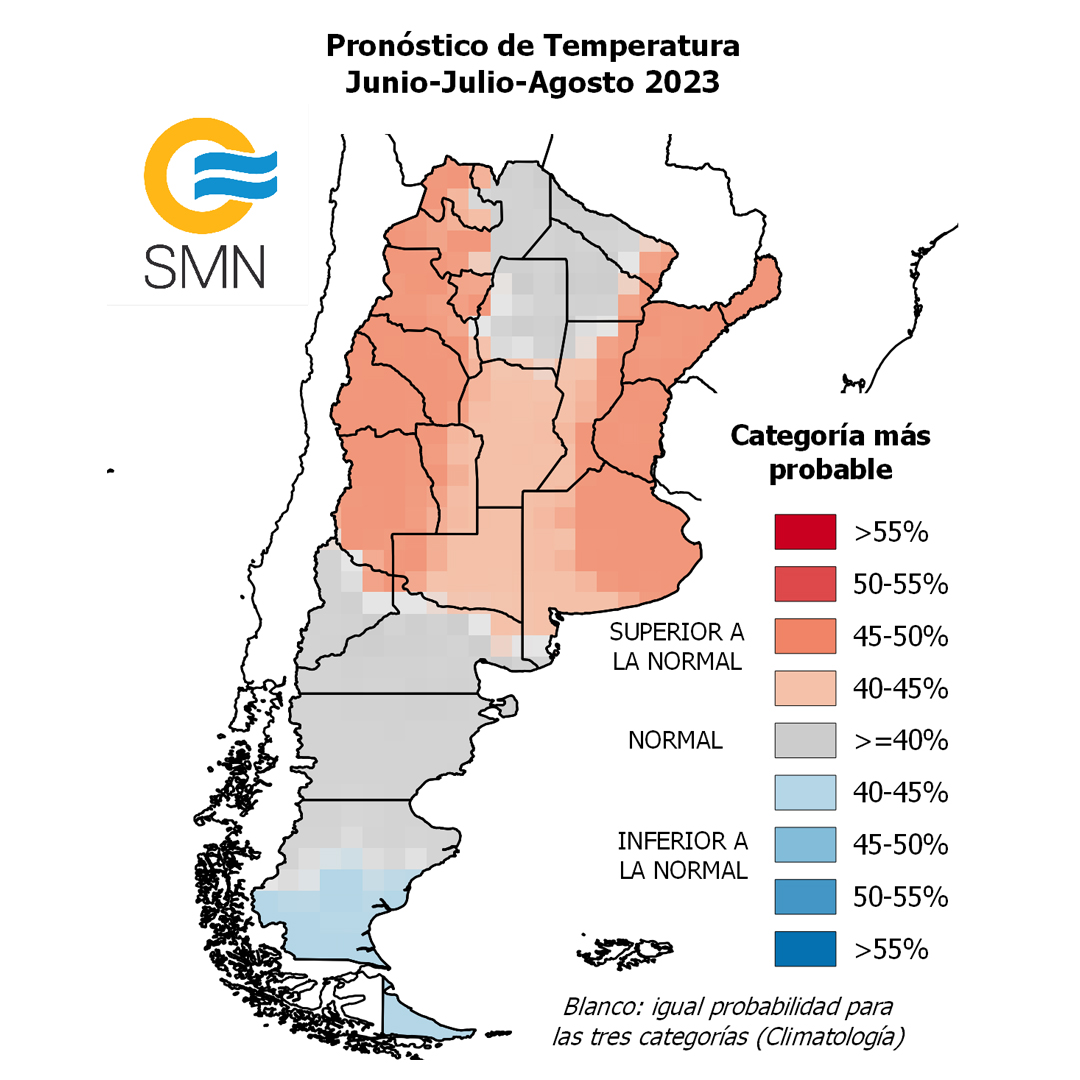 Pronóstico de Temperatura
Junio-Julio-Agosto 2023
SMN
Categoría más
probable
>55%
50-55%
45-50%
SUPERIOR A
LA NORMAL
40-45%
NORMAL
>=40%
40-45%
INFERIOR A
LA NORMAL
45-50%
50-55%
>55%
Blanco: igual probabilidad para
las tres categorías (Climatología)